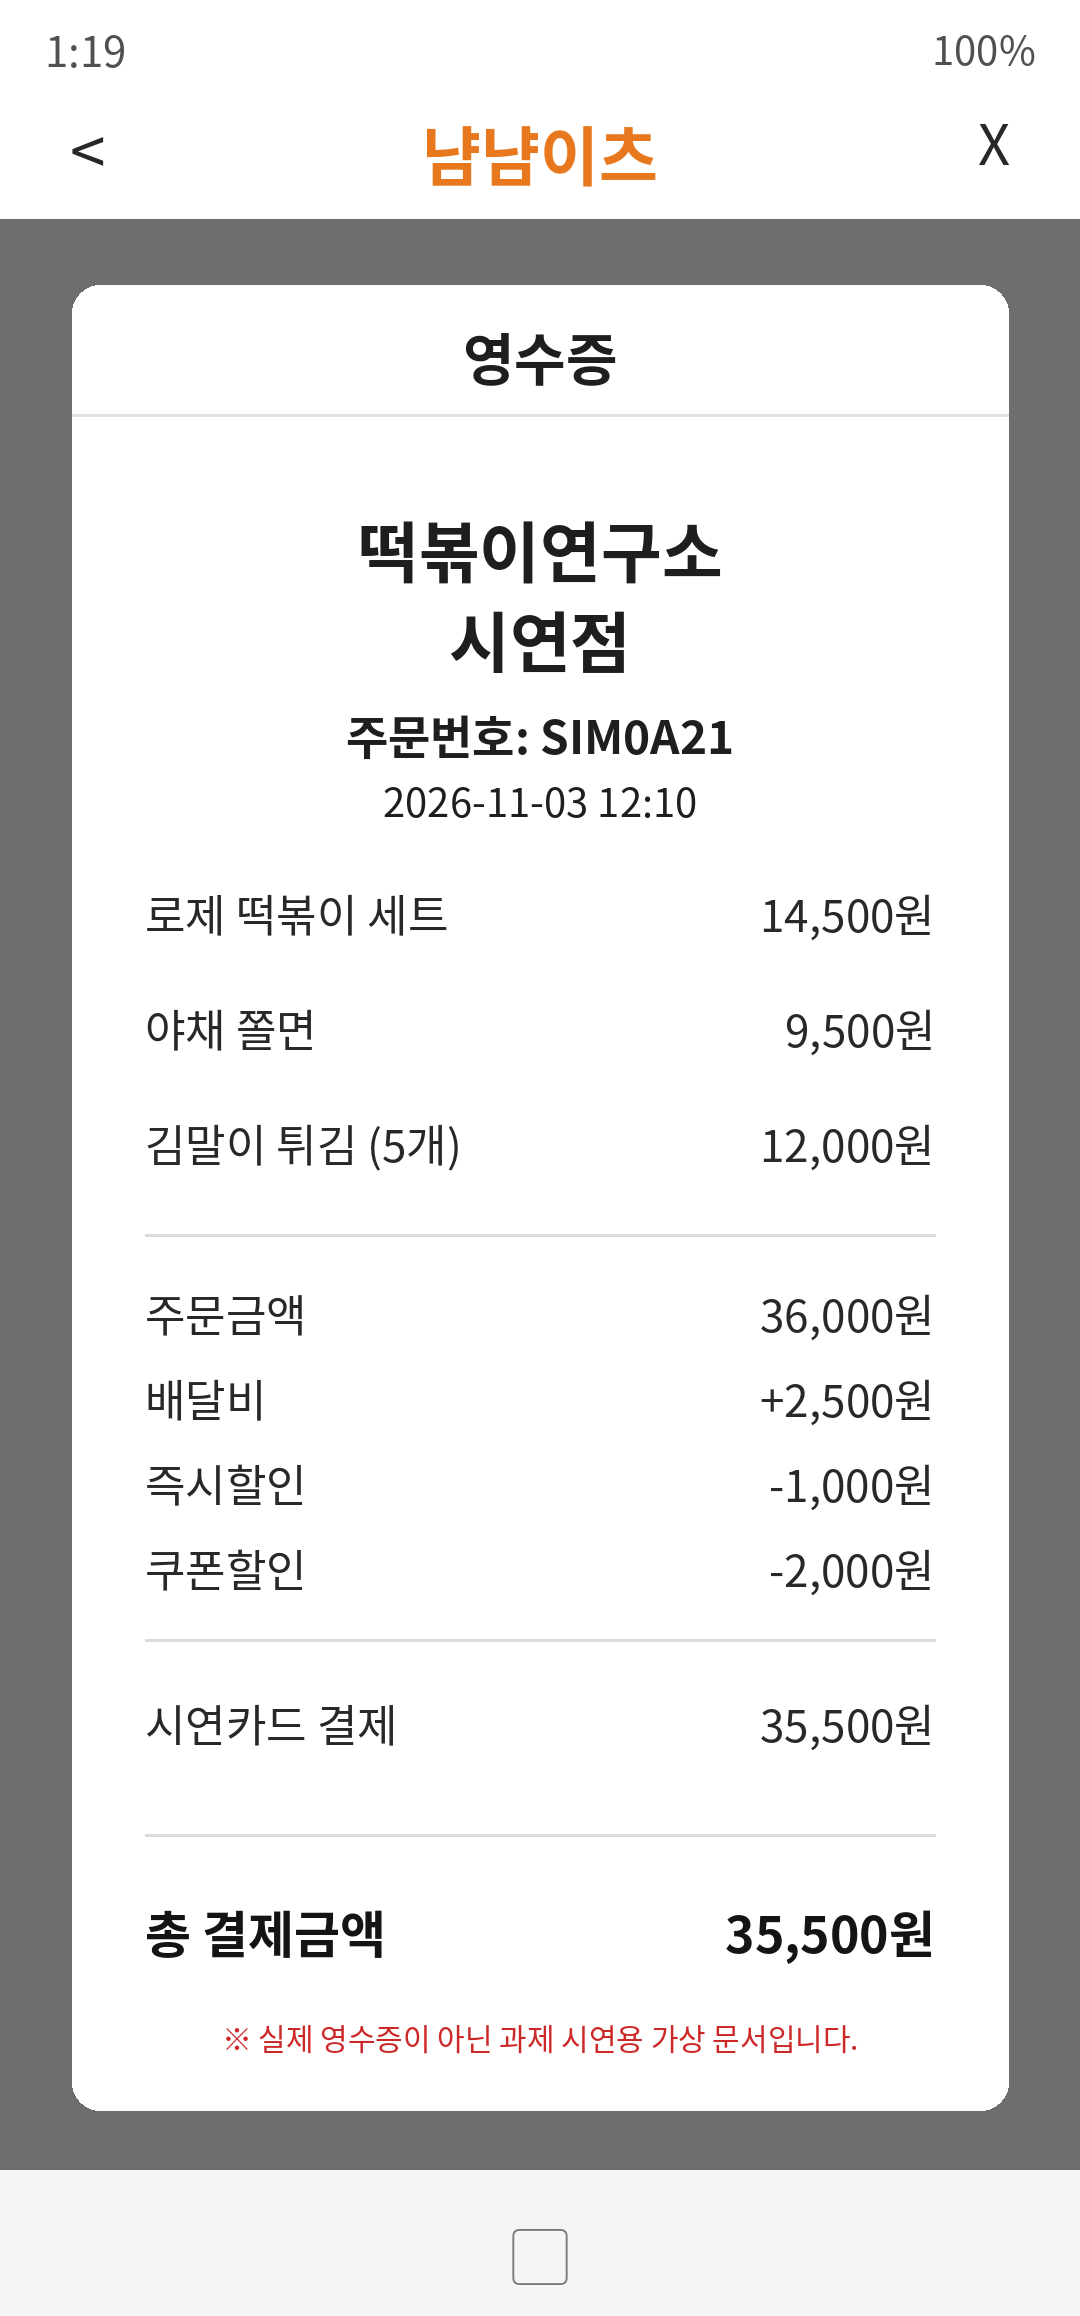 1:19 100%
< 냠냠이츠 X
영수증
떡볶이연구소
시연점
주문번호: SIM0A21
2026-11-03 12:10
로제 떡볶이 세트 14,500원
야채 쫄면 9,500원
김말이 튀김 (5개) 12,000원
주문금액 36,000원
배달비 +2,500원
즉시할인 -1,000원
쿠폰할인 -2,000원
시연카드 결제 35,500원
총 결제금액 35,500원
※ 실제 영수증이 아닌 과제 시연용 가상 문서입니다.